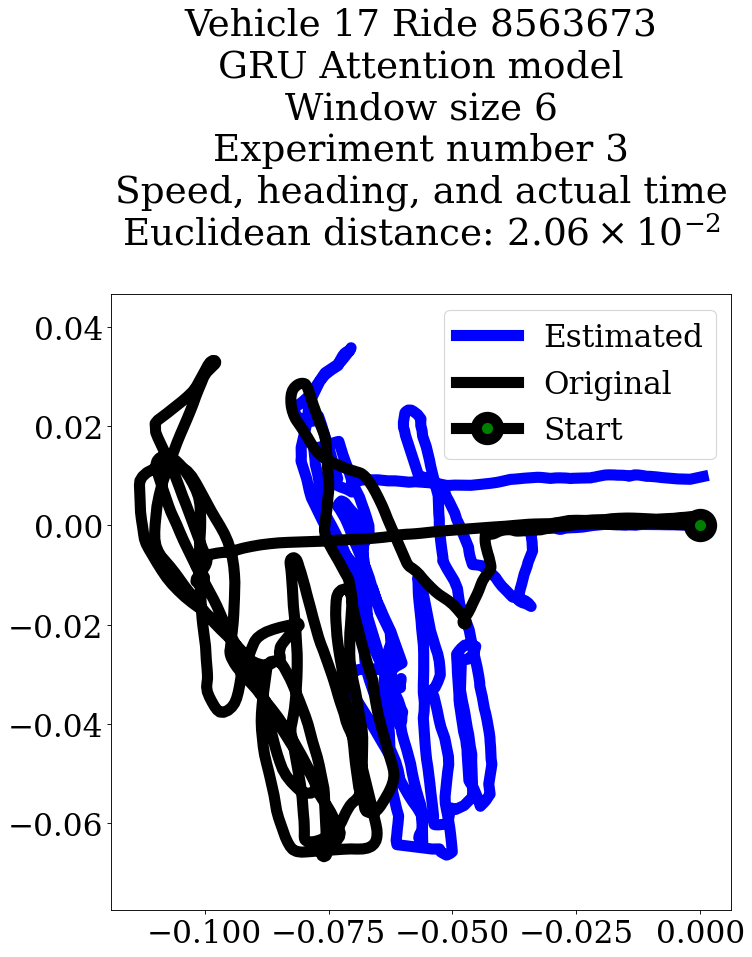 Vehicle 17 Ride 8563673
GRU Attention model
Window size 6
Experiment number 3
Speed, heading, and actual time
Euclidean distance: 2.06 × 10⁻²
Estimated
Original
Start
0.04
0.02
0.00
−0.02
−0.04
−0.06
−0.100 −0.075 −0.050 −0.025 0.000